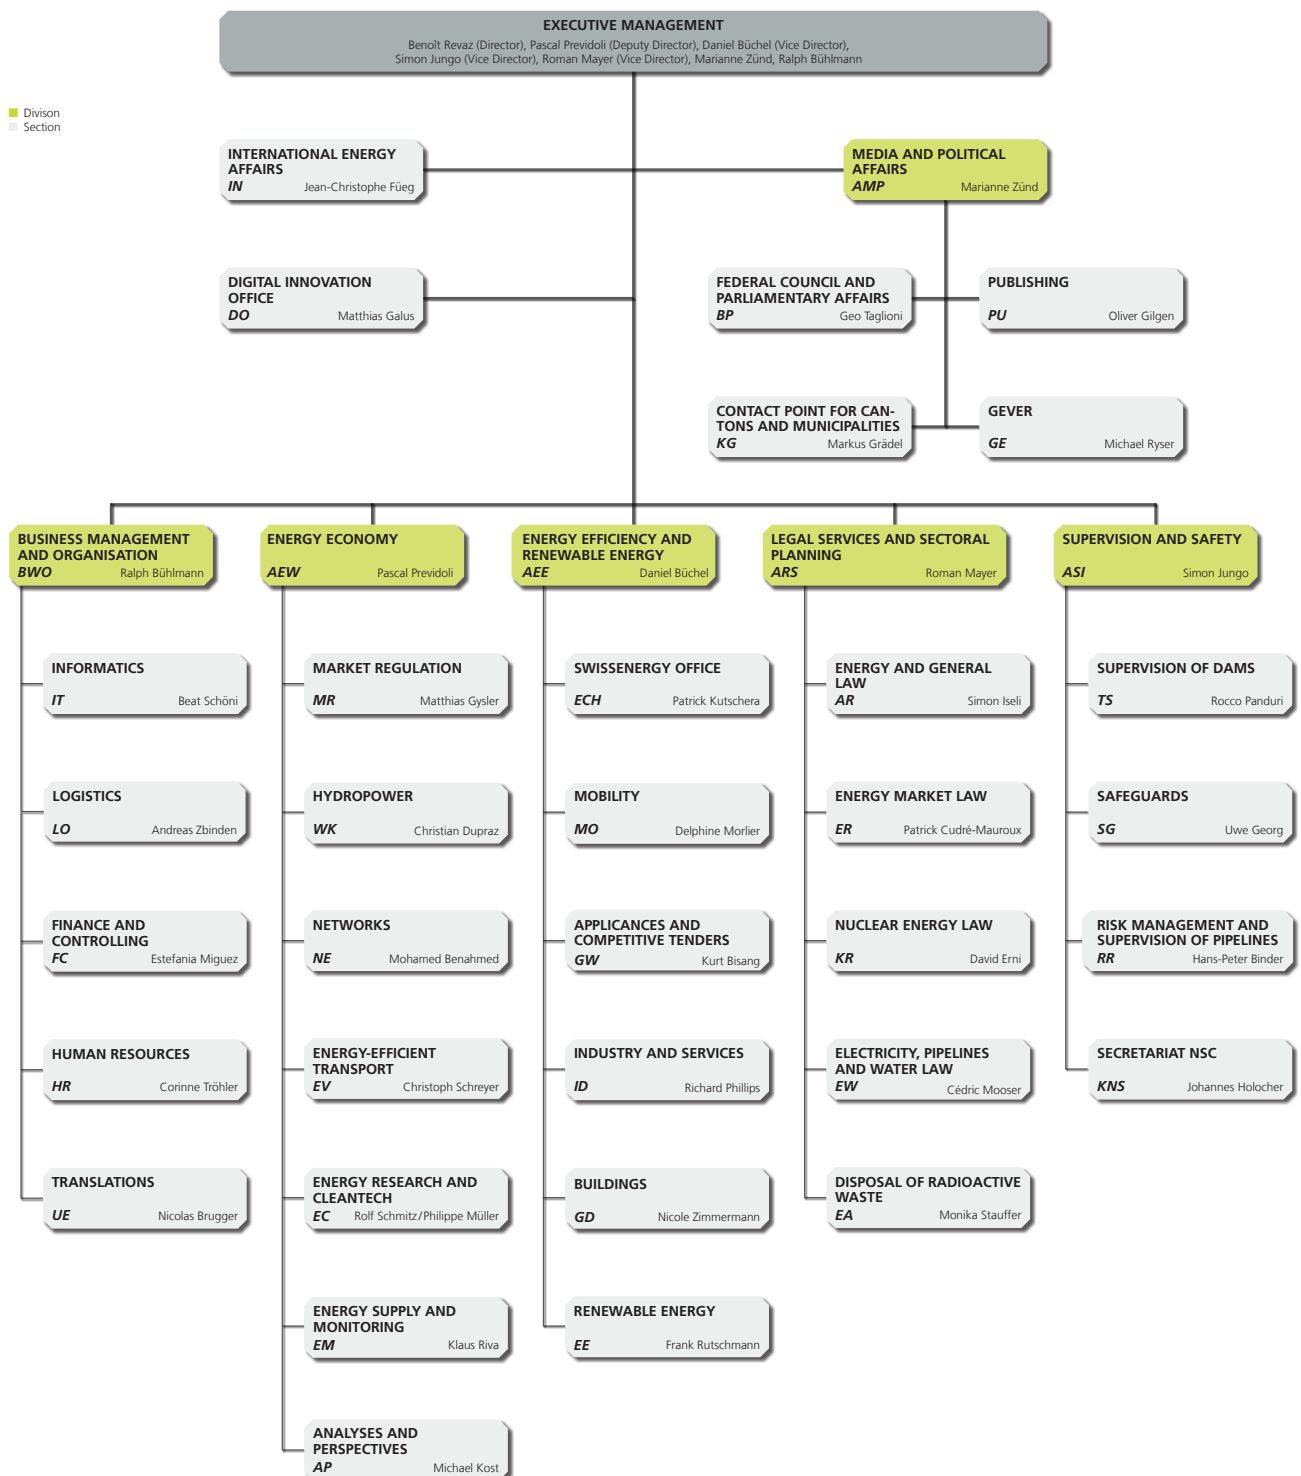 EXECUTIVE MANAGEMENT
Benoît Revaz (Director), Pascal Previdoli (Deputy Director), Daniel Büchel (Vice Director),
Simon Jungo (Vice Director), Roman Mayer (Vice Director), Marianne Zünd, Ralph Bühlmann
Divison
Section
INTERNATIONAL ENERGY
AFFAIRS
IN Jean-Christophe Füeg
MEDIA AND POLITICAL
AFFAIRS
AMP Marianne Zünd
DIGITAL INNOVATION
OFFICE
DO Matthias Galus
FEDERAL COUNCIL AND
PARLIAMENTARY AFFAIRS
BP Geo Taglioni
PUBLISHING
PU Oliver Gilgen
CONTACT POINT FOR CAN-
TONS AND MUNICIPALITIES
KG Markus Grädel
GEVER
GE Michael Ryser
BUSINESS MANAGEMENT
AND ORGANISATION
BWO Ralph Bühlmann
INFORMATICS
IT Beat Schöni
LOGISTICS
LO Andreas Zbinden
FINANCE AND
CONTROLLING
FC Estefania Miguez
HUMAN RESOURCES
HR Corinne Tröhler
TRANSLATIONS
UE Nicolas Brugger
ENERGY ECONOMY
AEW Pascal Previdoli
MARKET REGULATION
MR Matthias Gysler
HYDROPOWER
WK Christian Dupraz
NETWORKS
NE Mohamed Benahmed
ENERGY-EFFICIENT
TRANSPORT
EV Christoph Schreyer
ENERGY RESEARCH AND
CLEANTECH
EC Rolf Schmitz/Philippe Müller
ENERGY SUPPLY AND
MONITORING
EM Klaus Riva
ANALYSES AND
PERSPECTIVES
AP Michael Kost
ENERGY EFFICIENCY AND
RENEWABLE ENERGY
AEE Daniel Büchel
SWISSENERGY OFFICE
ECH Patrick Kutschera
MOBILITY
MO Delphine Morlier
APPLICANCES AND
COMPETITIVE TENDERS
GW Kurt Bisang
INDUSTRY AND SERVICES
ID Richard Phillips
BUILDINGS
GD Nicole Zimmermann
RENEWABLE ENERGY
EE Frank Rutschmann
LEGAL SERVICES AND SECTORAL
PLANNING
ARS Roman Mayer
ENERGY AND GENERAL
LAW
AR Simon Iseli
ENERGY MARKET LAW
ER Patrick Cudré-Mauroux
NUCLEAR ENERGY LAW
KR David Erni
ELECTRICITY, PIPELINES
AND WATER LAW
EW Cédric Mooser
DISPOSAL OF RADIOACTIVE
WASTE
EA Monika Stauffer
SUPERVISION AND SAFETY
ASI Simon Jungo
SUPERVISION OF DAMS
TS Rocco Panduri
SAFEGUARDS
SG Uwe Georg
RISK MANAGEMENT AND
SUPERVISION OF PIPELINES
RR Hans-Peter Binder
SECRETARIAT NSC
KNS Johannes Holocher